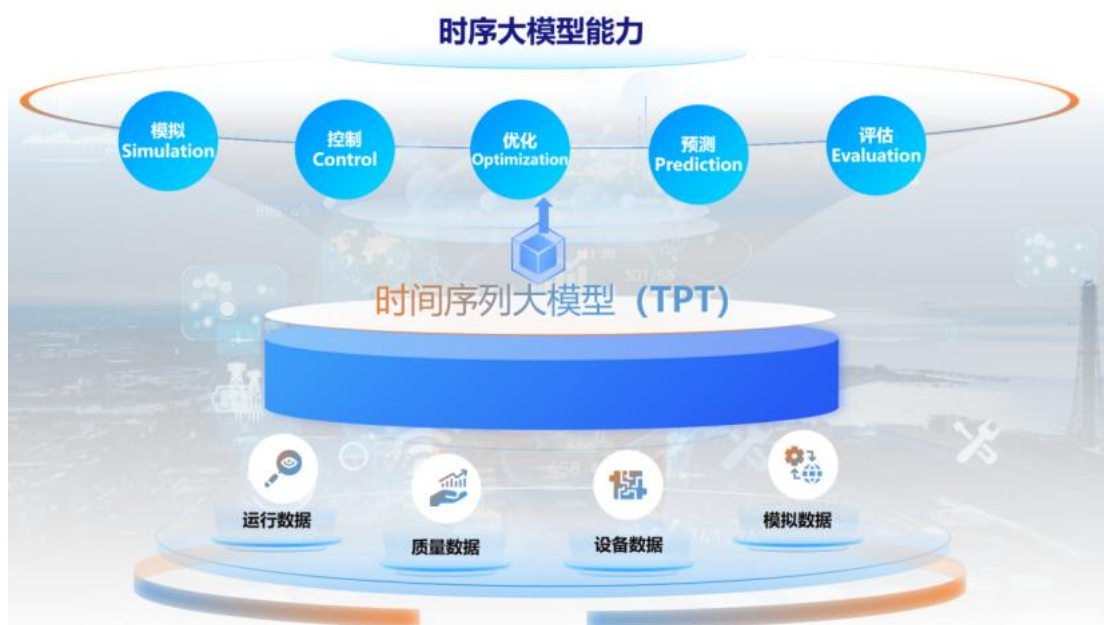 时序大模型能力
模拟
Simulation
控制
Control
优化
Optimization
预测
Prediction
评估
Evaluation
时间序列大模型（TPT）
运行数据
质量数据
设备数据
模拟数据